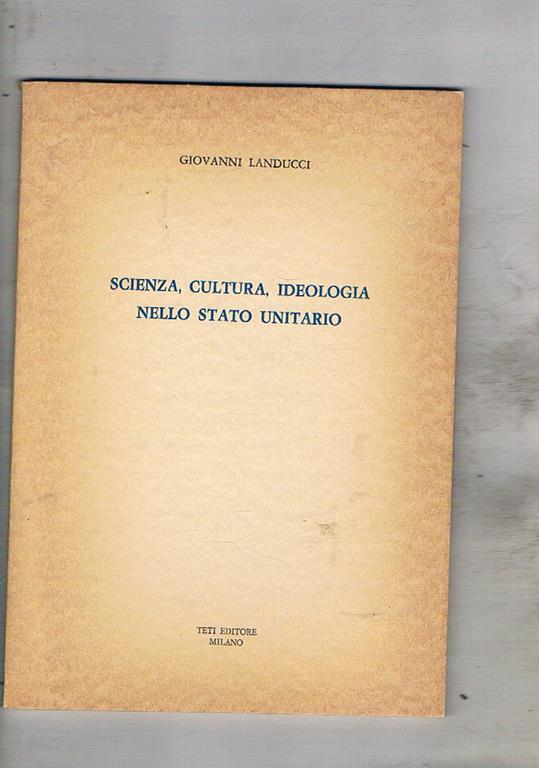 GIOVANNI LANDUCCI
SCIENZA, CULTURA, IDEOLOGIA
NELLO STATO UNITARIO
TETI EDITORE
MILANO